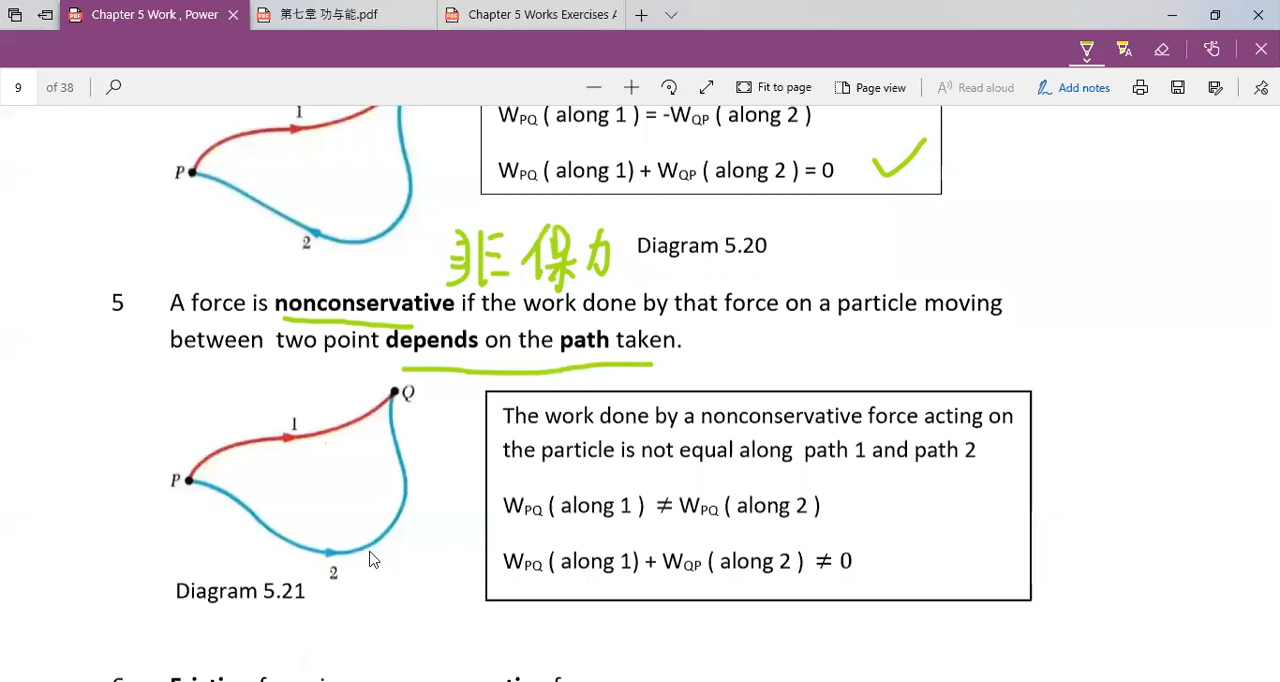 Chapter 5 Work , Power
第七章 功与能.pdf
Chapter 5 Works Exercises A
9 of 38
Fit to page
Page view
Read aloud
Add notes
1
P
2
WPQ ( along 1 ) = -WQP ( along 2 )
WPQ ( along 1) + WQP ( along 2 ) = 0
非保力
Diagram 5.20
5 A force is nonconservative if the work done by that force on a particle moving
between two point depends on the path taken.
Q
1
P
2
Diagram 5.21
The work done by a nonconservative force acting on
the particle is not equal along path 1 and path 2
WPQ ( along 1 ) ≠ WPQ ( along 2 )
WPQ ( along 1) + WQP ( along 2 ) ≠ 0